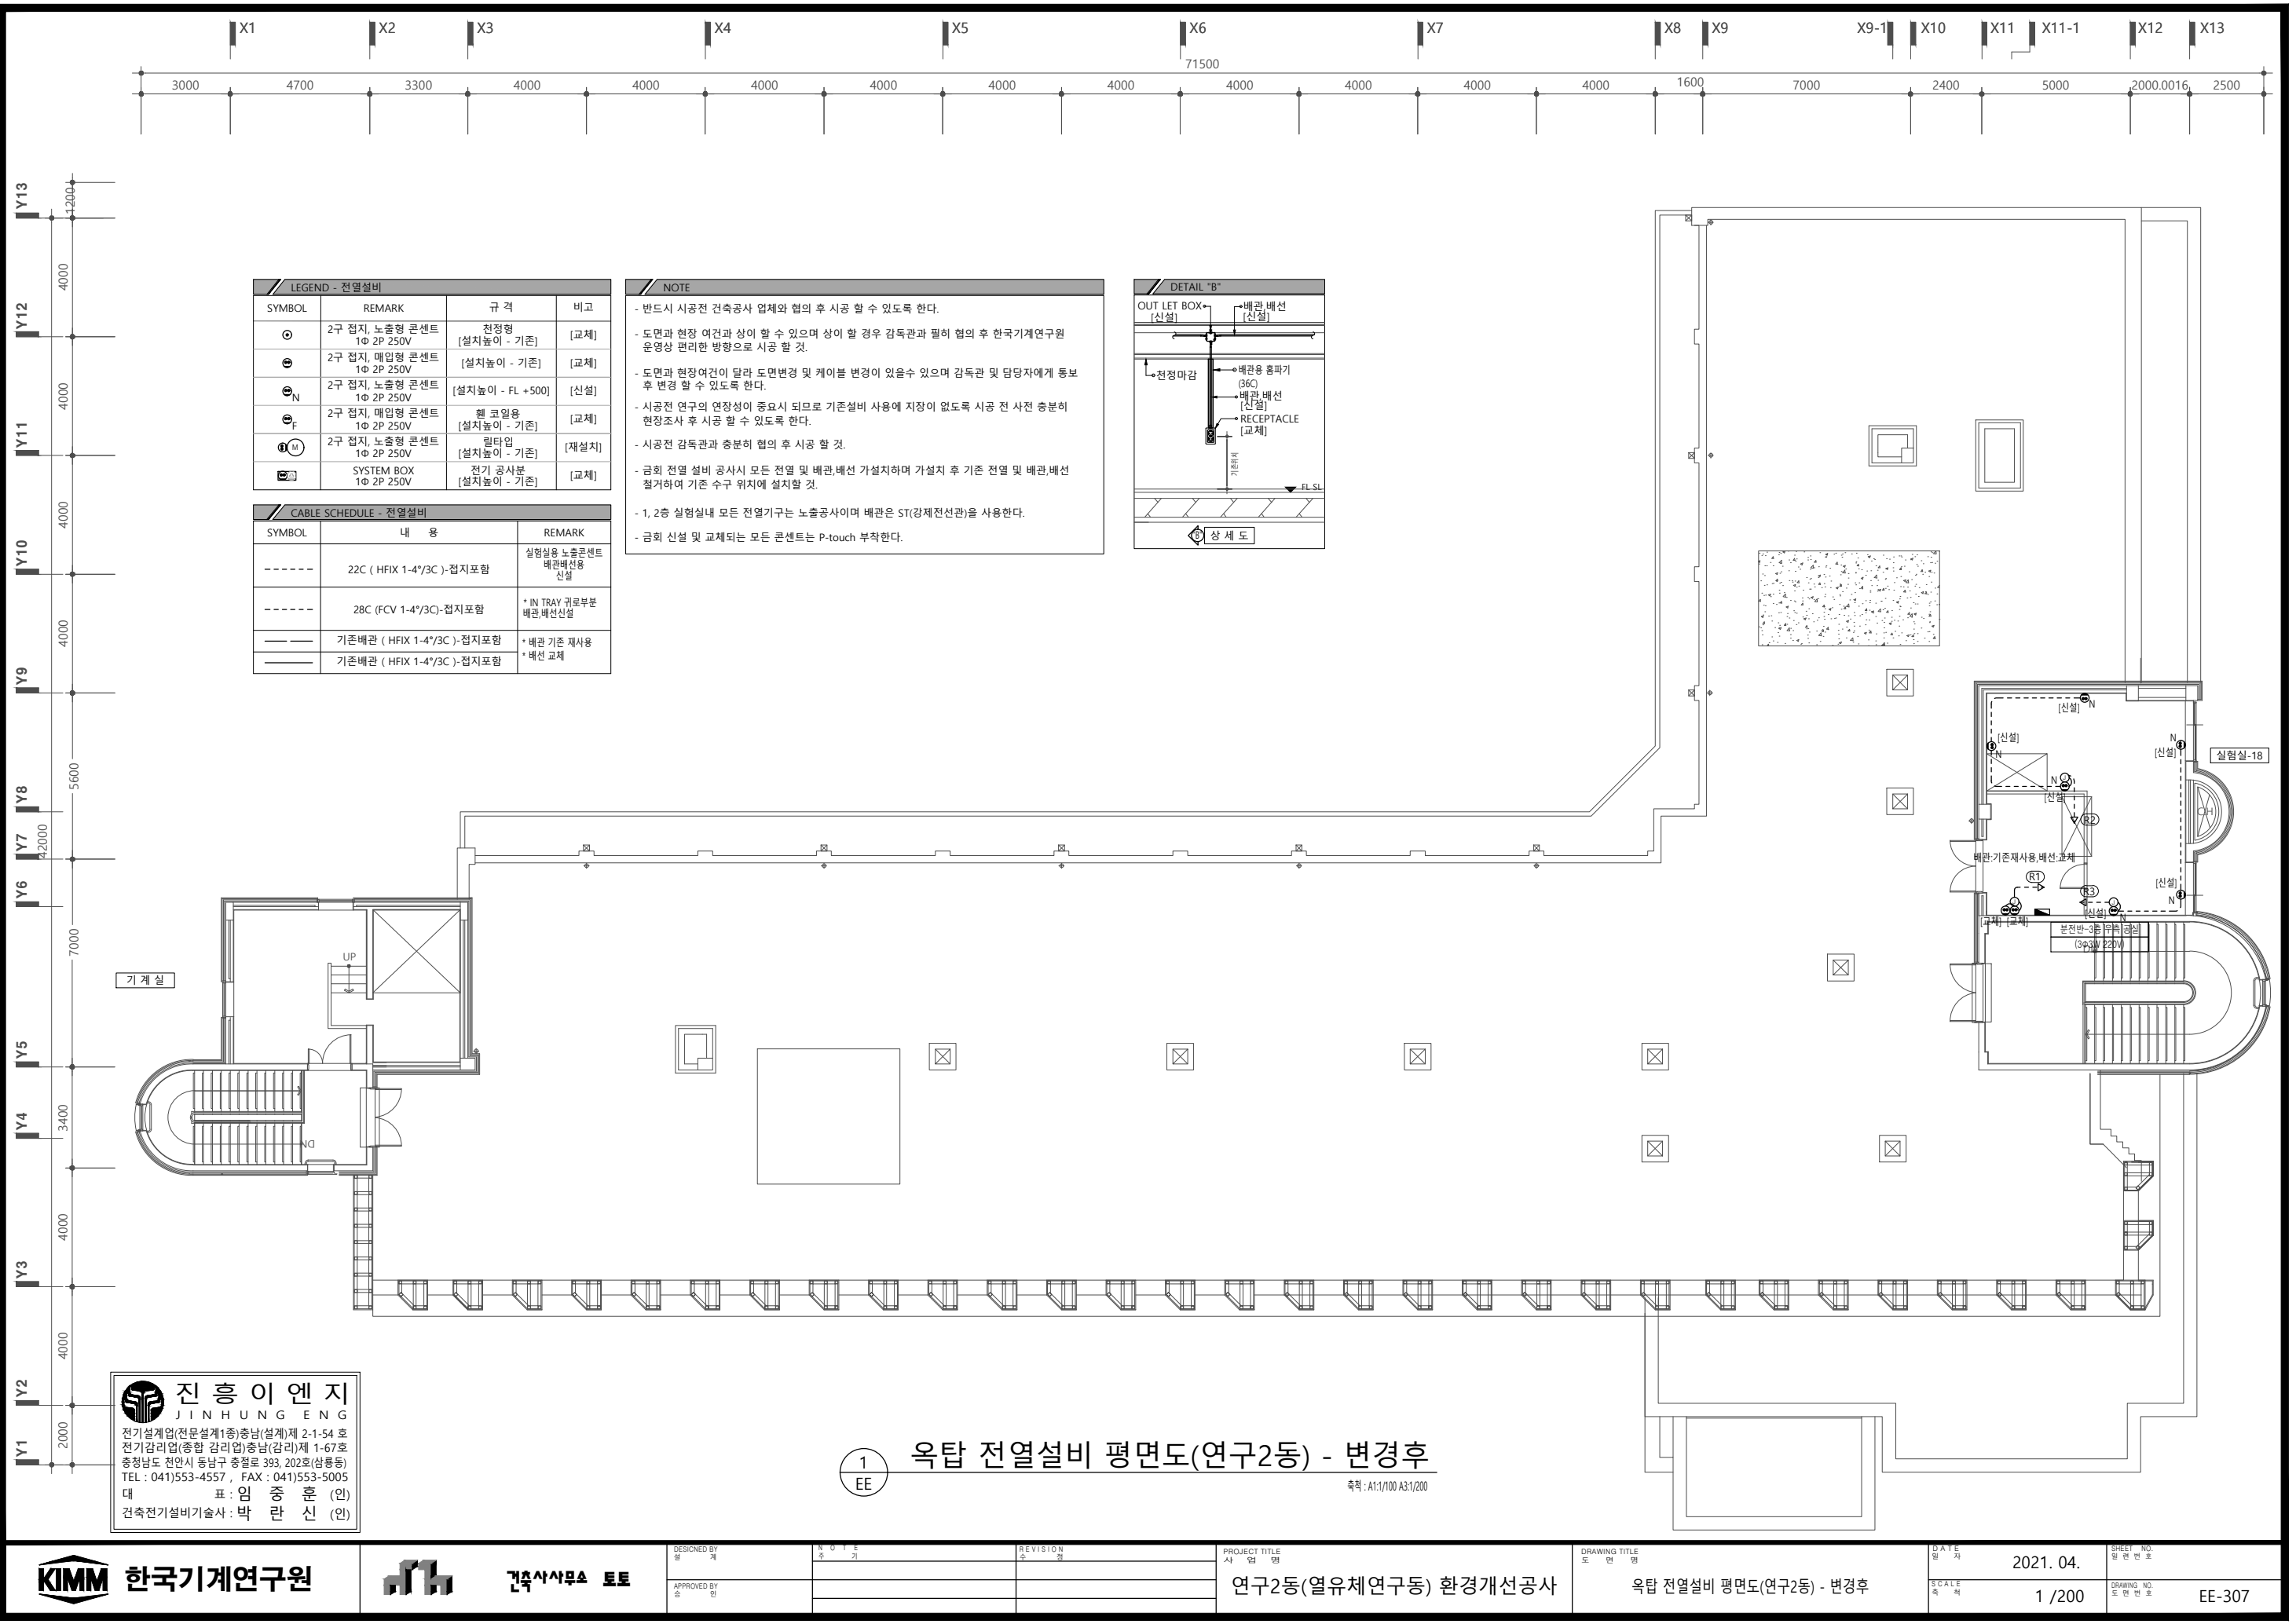 X1 X2 X3 X4 X5 X6 X7 X8 X9 X9-1 X10 X11 X11-1 X12 X13
71500
3000 4700 3300 4000 4000 4000 4000 4000 4000 4000 4000 4000 4000 1600 7000 2400 5000 2000.0016 2500
Y13
1200
4000
Y12
4000
Y11
4000
Y10
4000
Y9
5600
Y8
42000
Y7
Y6
7000
Y5
3400
Y4
4000
Y3
4000
Y2
2000
Y1
LEGEND - 전열설비
SYMBOL REMARK 규 격 비고
2구 접지, 노출형 콘센트 천정형
1Φ 2P 250V [설치높이 - 기존] [교체]
2구 접지, 매입형 콘센트
1Φ 2P 250V [설치높이 - 기존] [교체]
N 2구 접지, 노출형 콘센트
1Φ 2P 250V [설치높이 - FL +500] [신설]
F 2구 접지, 매입형 콘센트 휀 코일용
1Φ 2P 250V [설치높이 - 기존] [교체]
M 2구 접지, 노출형 콘센트 릴타입
1Φ 2P 250V [설치높이 - 기존] [재설치]
SYSTEM BOX 전기 공사분
1Φ 2P 250V [설치높이 - 기존] [교체]
CABLE SCHEDULE - 전열설비
SYMBOL 내 용 REMARK
22C ( HFIX 1-4°/3C )-접지포함
실험실용 노출콘센트
배관배선용
신설
28C (FCV 1-4°/3C)-접지포함
* IN TRAY 귀로부분
배관,배선신설
기존배관 ( HFIX 1-4°/3C )-접지포함
* 배관 기존 재사용
* 배선 교체
기존배관 ( HFIX 1-4°/3C )-접지포함
NOTE
- 반드시 시공전 건축공사 업체와 협의 후 시공 할 수 있도록 한다.
- 도면과 현장 여건과 상이 할 수 있으며 상이 할 경우 감독관과 필히 협의 후 한국기계연구원
운영상 편리한 방향으로 시공 할 것.
- 도면과 현장여건이 달라 도면변경 및 케이블 변경이 있을수 있으며 감독관 및 담당자에게 통보
후 변경 할 수 있도록 한다.
- 시공전 연구의 연장성이 중요시 되므로 기존설비 사용에 지장이 없도록 시공 전 사전 충분히
현장조사 후 시공 할 수 있도록 한다.
- 시공전 감독관과 충분히 협의 후 시공 할 것.
- 금회 전열 설비 공사시 모든 전열 및 배관,배선 가설치하며 가설치 후 기존 전열 및 배관,배선
철거하여 기존 수구 위치에 설치할 것.
- 1, 2층 실험실내 모든 전열기구는 노출공사이며 배관은 ST(강제전선관)을 사용한다.
- 금회 신설 및 교체되는 모든 콘센트는 P-touch 부착한다.
DETAIL "B"
OUT LET BOX
[신설]
배관,배선
[신설]
천정마감
배관용 홈파기
(36C)
배관,배선
[신설]
RECEPTACLE
[교체]
기존위치
FL SL
B 상 세 도
[신설] N
[신설]
N
N
[신설]
실험실-18
N
[신설]
R2
배관:기존재사용,배선:교체
R1
R3
[신설]
N
[교체] [교체]
[신설]
N
분전반-3층 우측 공실
(3Φ3W 220V)
UP
기 계 실
DN
진 흥 이 엔 지
JINHUNG ENG
전기설계업(전문설계1종)충남(설계)제 2-1-54 호
전기감리업(종합 감리업)충남(감리)제 1-67호
충청남도 천안시 동남구 충절로 393, 202호(삼룡동)
TEL : 041)553-4557 , FAX : 041)553-5005
대 표 : 임 중 훈 (인)
건축전기설비기술사 : 박 란 신 (인)
1
EE
옥탑 전열설비 평면도(연구2동) - 변경후
축척 : A1:1/100 A3:1/200
KIMM 한국기계연구원
건축사사무소 토토
DESIGNED BY
설 계
APPROVED BY
승 인
NOTE
주 기
REVISION
수 정
PROJECT TITLE
사 업 명
연구2동(열유체연구동) 환경개선공사
DRAWING TITLE
도 면 명
옥탑 전열설비 평면도(연구2동) - 변경후
DATE
일 자
2021. 04.
SCALE
축 척
1 /200
SHEET NO.
일 련 번 호
DRAWING NO.
도 면 번 호
EE-307